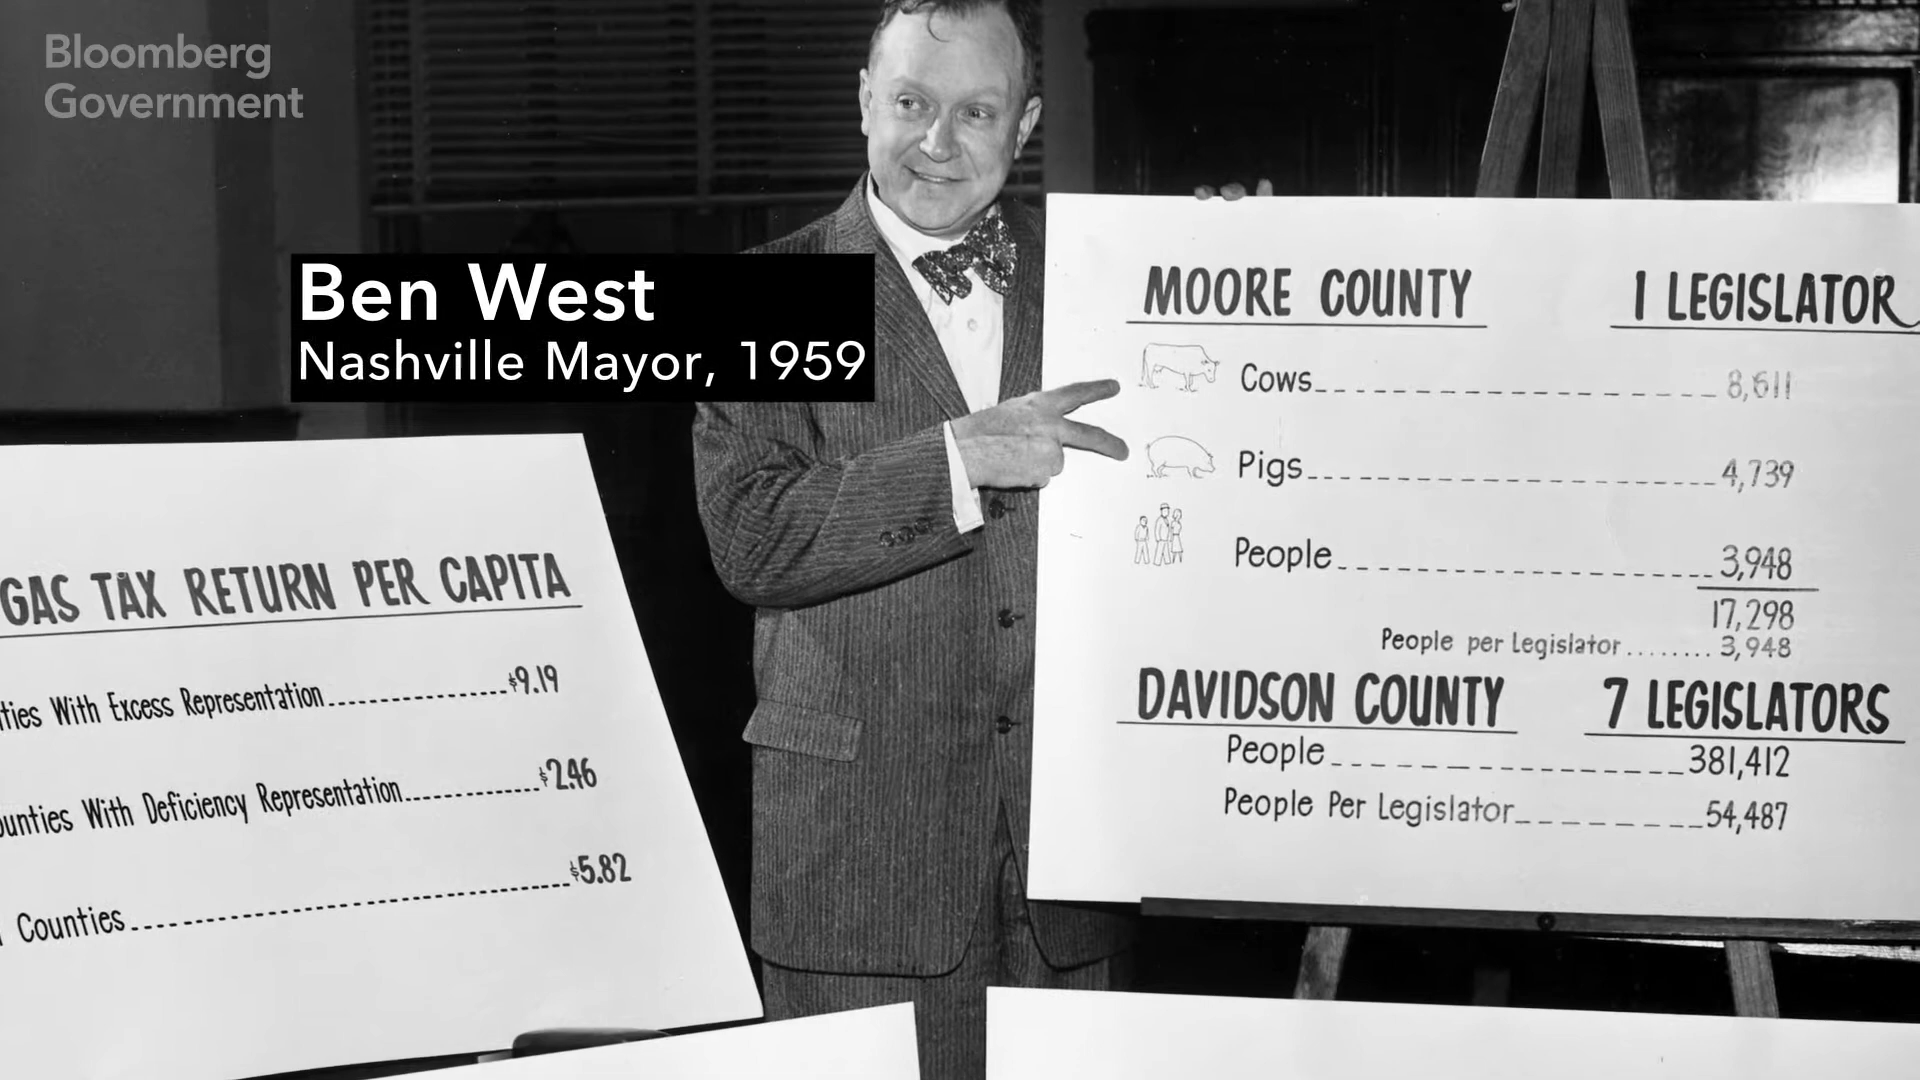 Bloomberg
Government
Ben West
Nashville Mayor, 1959
GAS TAX RETURN PER CAPITA
With Excess Representation $9.19
With Deficiency Representation $2.46
Counties $5.82
MOORE COUNTY 1 LEGISLATOR
Cows 8,611
Pigs 4,739
People 3,948
17,298
People per Legislator ........ 3,948
DAVIDSON COUNTY 7 LEGISLATORS
People 381,412
People Per Legislator 54,487